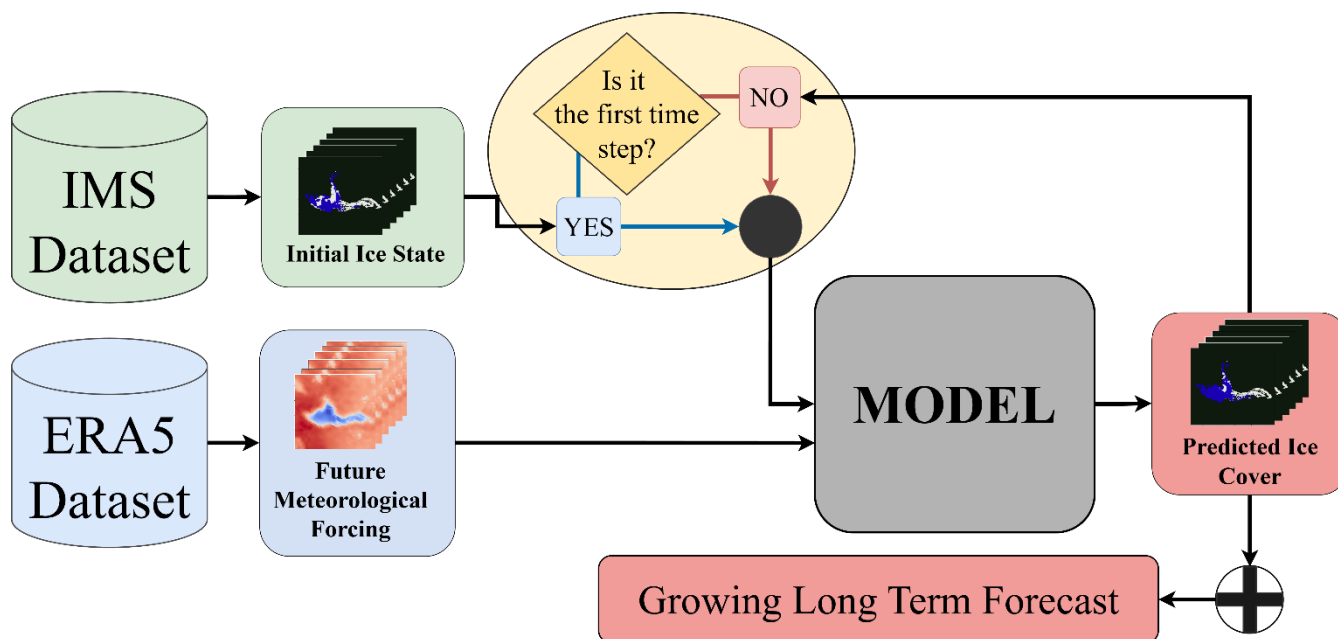 IMS
Dataset
Initial Ice State
Is it
the first time
step?
NO
YES
ERA5
Dataset
Future
Meteorological
Forcing
MODEL
Predicted Ice
Cover
Growing Long Term Forecast